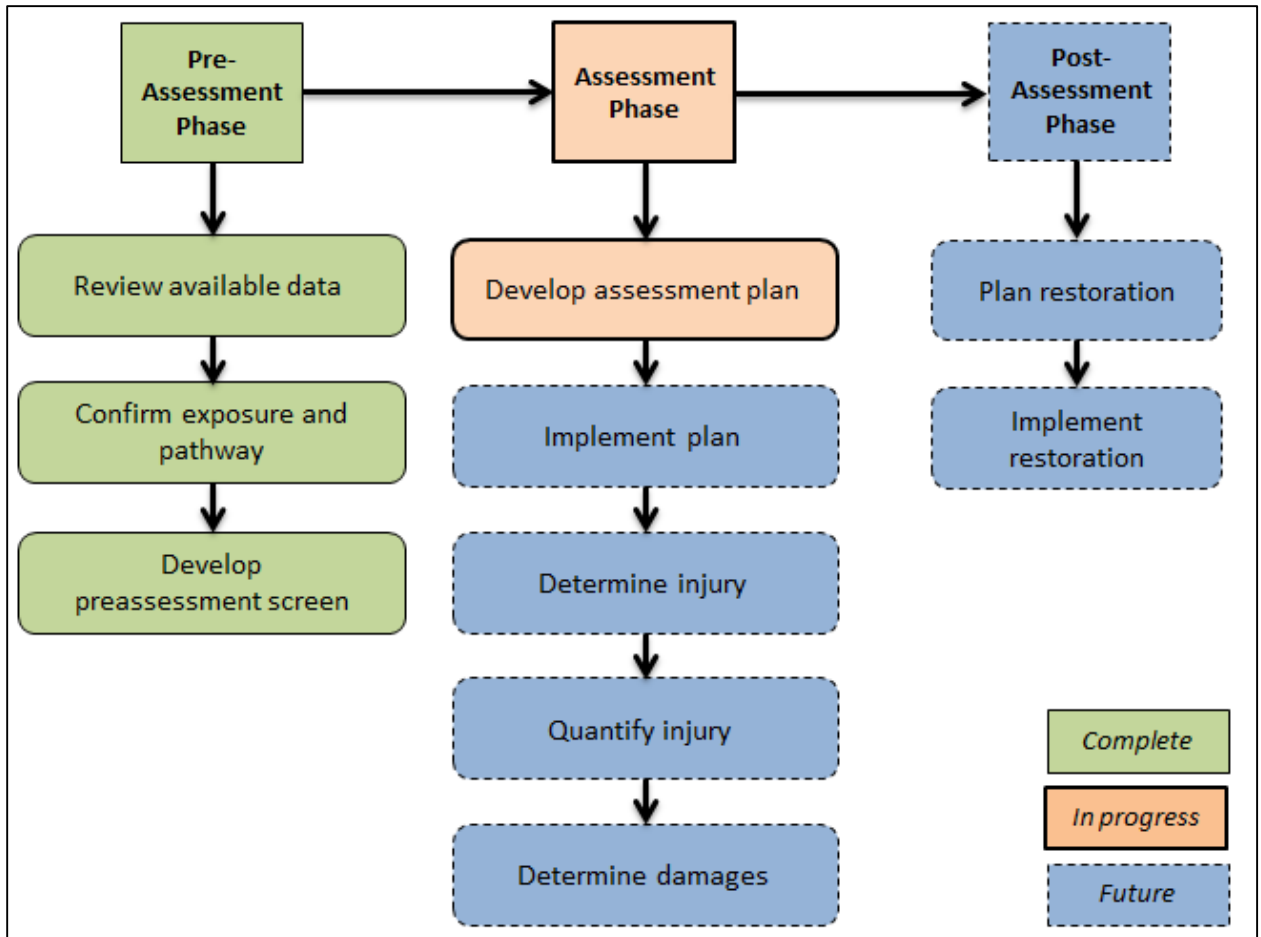 Pre-
Assessment
Phase
Assessment
Phase
Post-
Assessment
Phase
Review available data
Confirm exposure and
pathway
Develop
preassessment screen
Develop assessment plan
Implement plan
Determine injury
Quantify injury
Determine damages
Plan restoration
Implement
restoration
Complete
In progress
Future